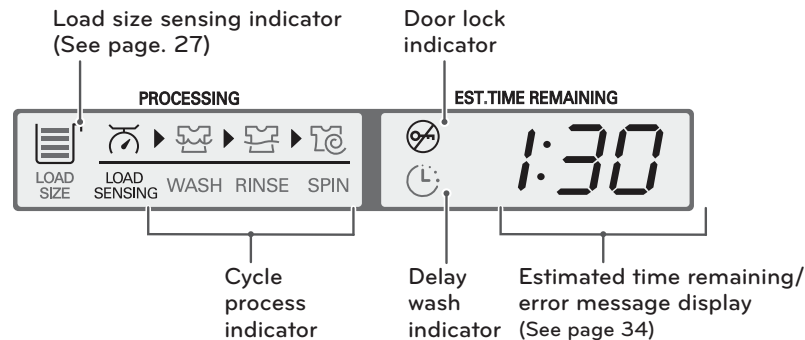 Load size sensing indicator
(See page. 27)
Door lock
indicator
PROCESSING
EST.TIME REMAINING
1:30
LOAD
SIZE
LOAD
SENSING
WASH
RINSE
SPIN
Cycle
process
indicator
Delay
wash
indicator
Estimated time remaining/
error message display
(See page 34)